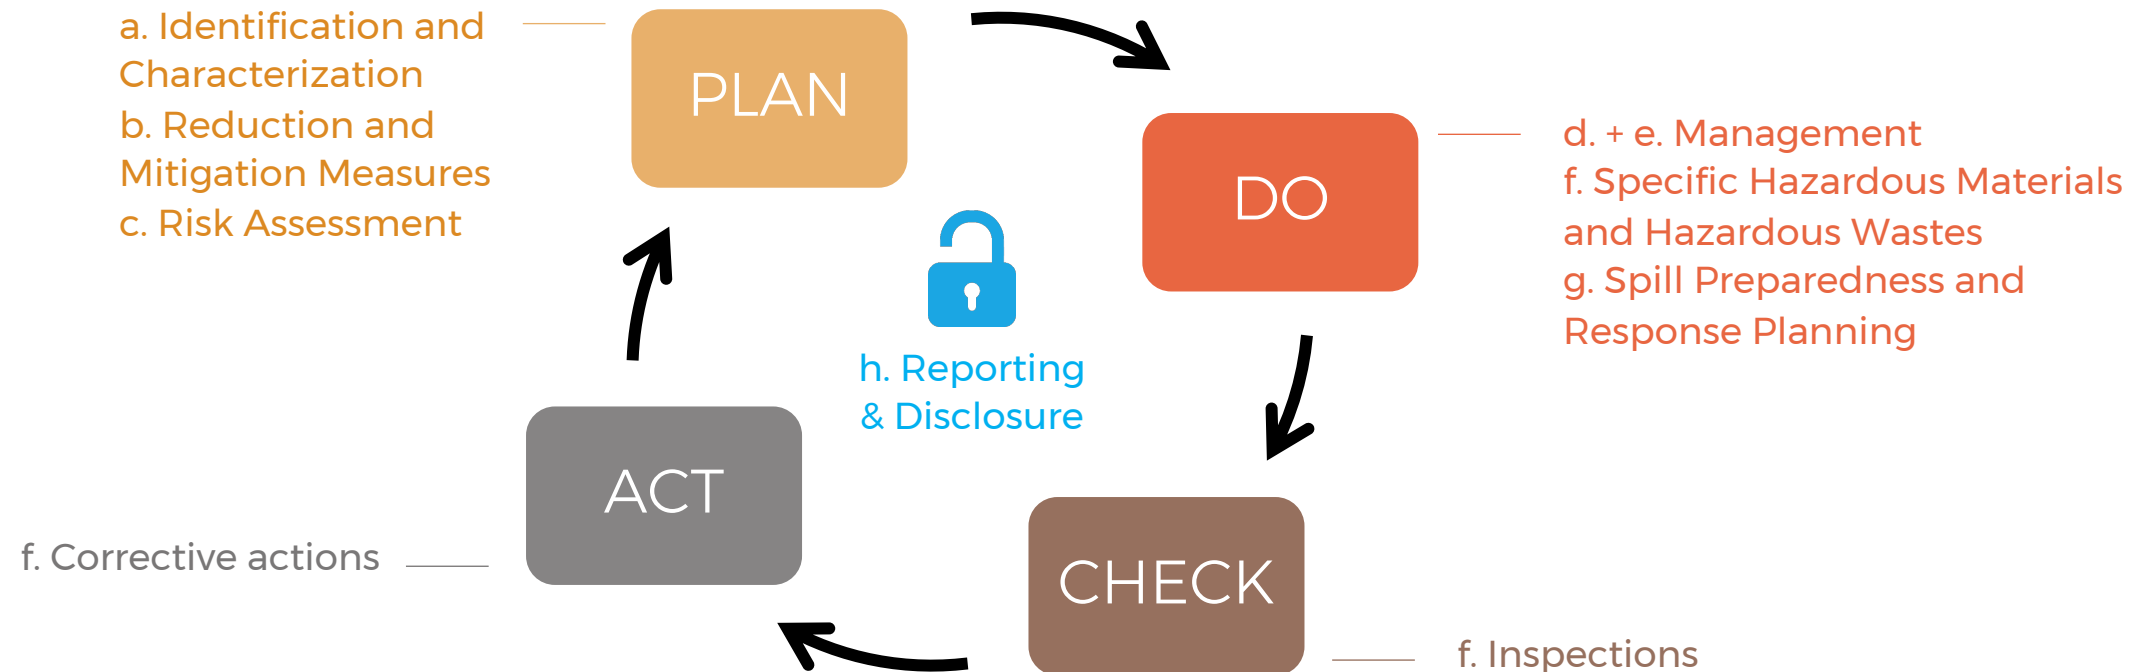 a. Identification and
Characterization
b. Reduction and
Mitigation Measures
c. Risk Assessment
PLAN
DO
d. + e. Management
f. Specific Hazardous Materials
and Hazardous Wastes
g. Spill Preparedness and
Response Planning
h. Reporting
& Disclosure
ACT
f. Corrective actions
CHECK
f. Inspections